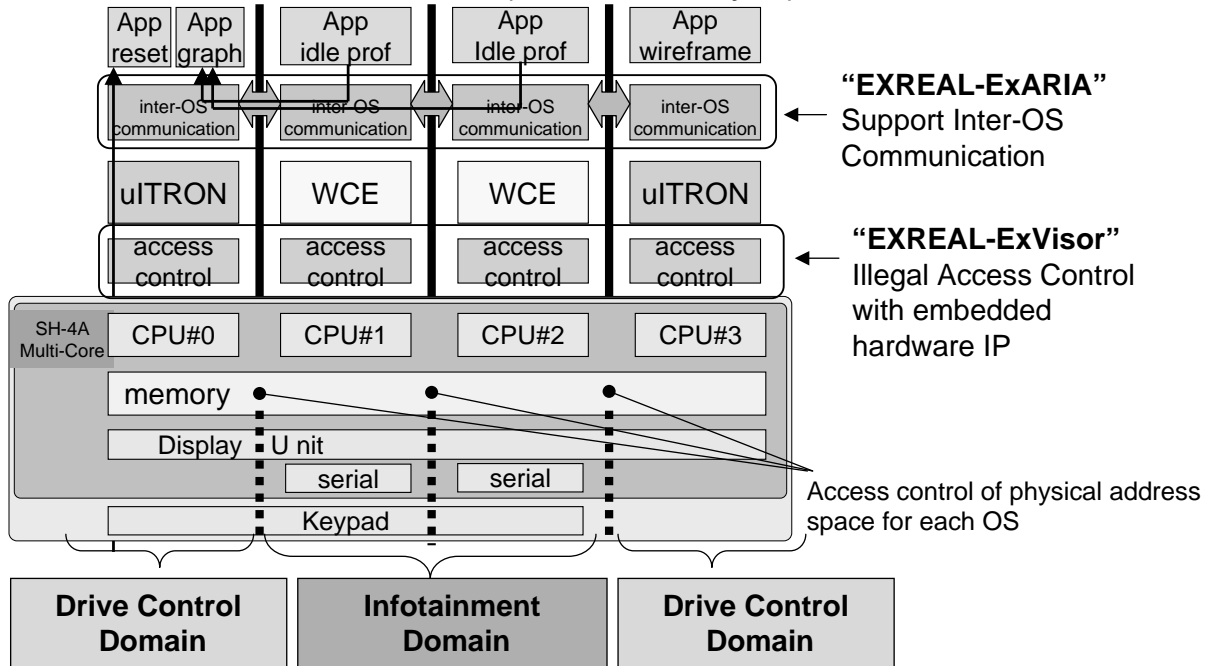 App
reset
App
graph
App
idle prof
App
Idle prof
App
wireframe
inter-OS
communication
inter-OS
communication
inter-OS
communication
inter-OS
communication
“EXREAL-ExARIA”
Support Inter-OS
Communication
uITRON
WCE
WCE
uITRON
access
control
access
control
access
control
access
control
“EXREAL-ExVisor”
Illegal Access Control
with embedded
hardware IP
SH-4A
Multi-Core
CPU#0
CPU#1
CPU#2
CPU#3
memory
Display U nit
serial
serial
Keypad
Access control of physical address
space for each OS
Drive Control
Domain
Infotainment
Domain
Drive Control
Domain